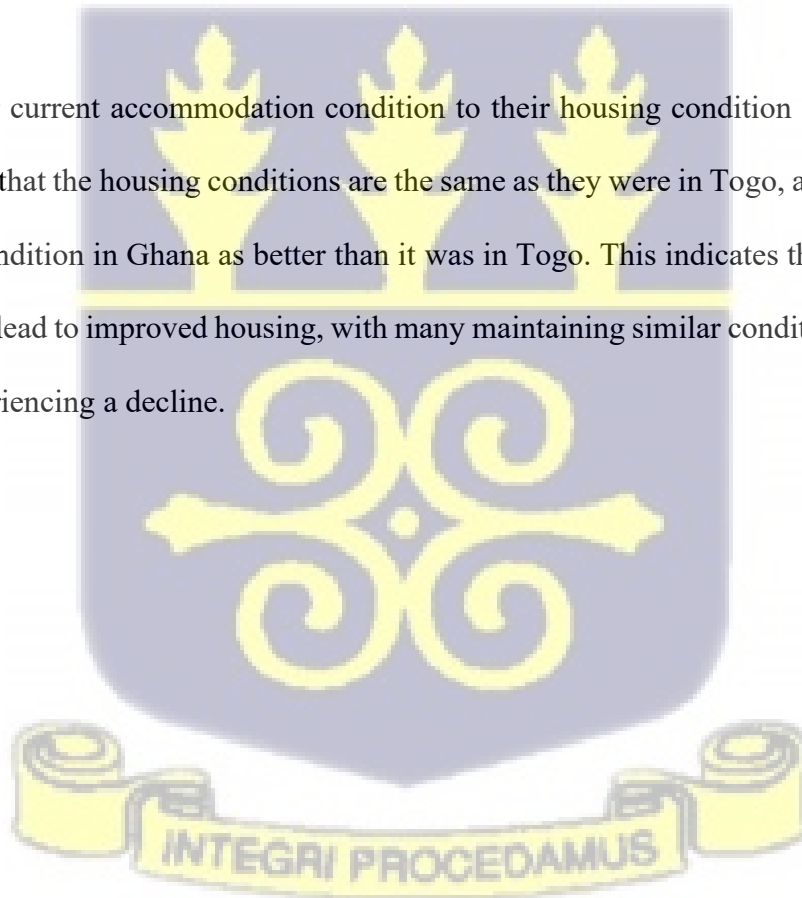 current accommodation condition to their housing condition
that the housing conditions are the same as they were in Togo, a
ndition in Ghana as better than it was in Togo. This indicates th
lead to improved housing, with many maintaining similar condit
riencing a decline.
INTEGRI PROCEDAMUS